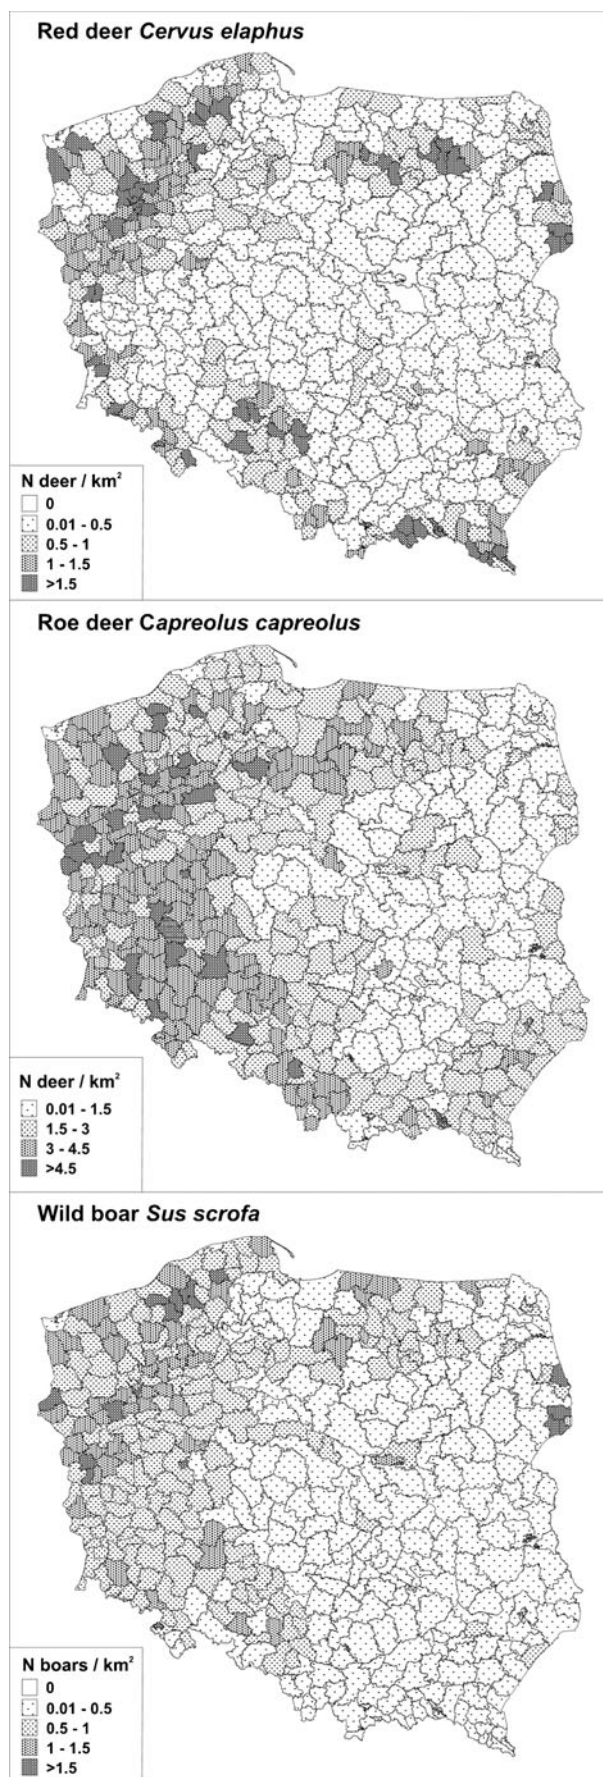 Red deer Cervus elaphus
N deer / km²
0
0.01 - 0.5
0.5 - 1
1 - 1.5
>1.5
Roe deer Capreolus capreolus
N deer / km²
0.01 - 1.5
1.5 - 3
3 - 4.5
>4.5
Wild boar Sus scrofa
N boars / km²
0
0.01 - 0.5
0.5 - 1
1 - 1.5
>1.5